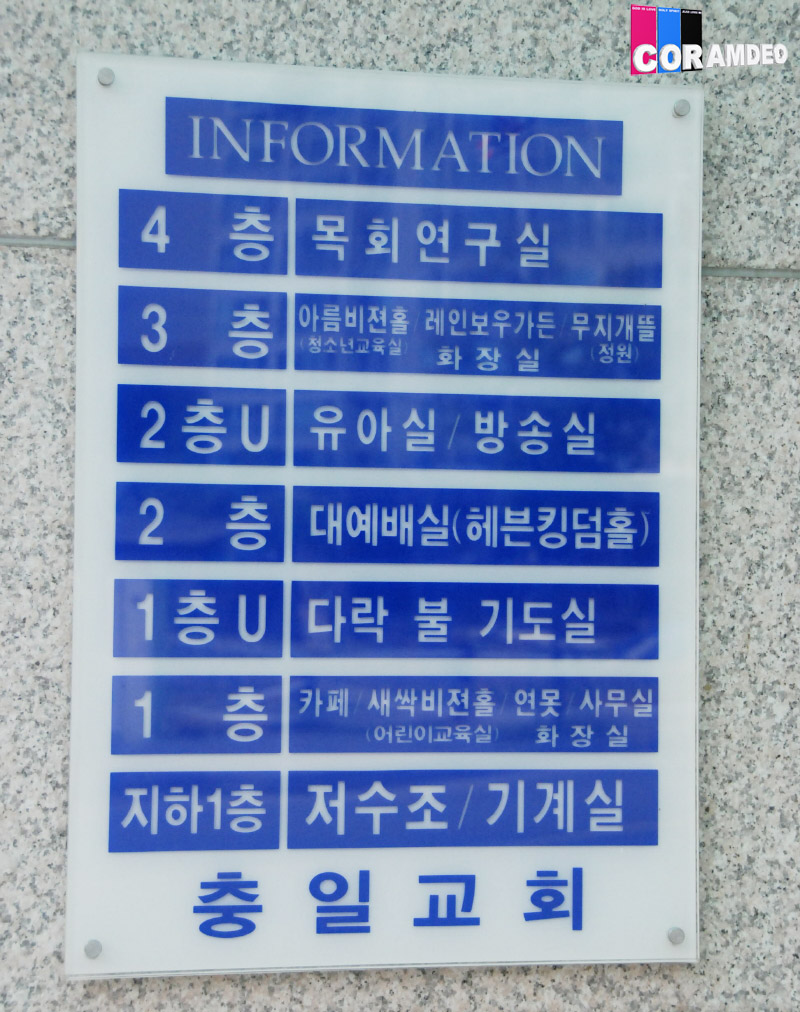 CORAMDEO
INFORMATION
4 층 목회연구실
3 층 아름비젼홀 / 레인보우가든 / 무지개뜰
(청소년교육실) 화장실 (정원)
2층U 유아실 / 방송실
2 층 대예배실(헤븐킹덤홀)
1층U 다락 불 기도실
1 층 카페 / 새싹비젼홀 / 연못 / 사무실
(어린이교육실) 화장실
지하1층 저수조 / 기계실
충일교회